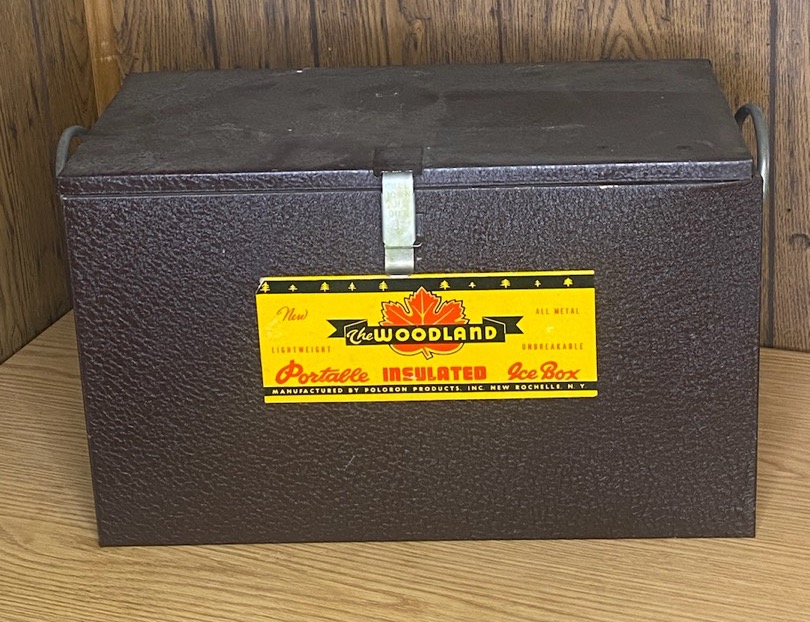 New
ALL METAL
The WOODLAND
LIGHTWEIGHT
UNBREAKABLE
Portable INSULATED Ice Box
MANUFACTURED BY POLORON PRODUCTS, INC. NEW ROCHELLE, N. Y.